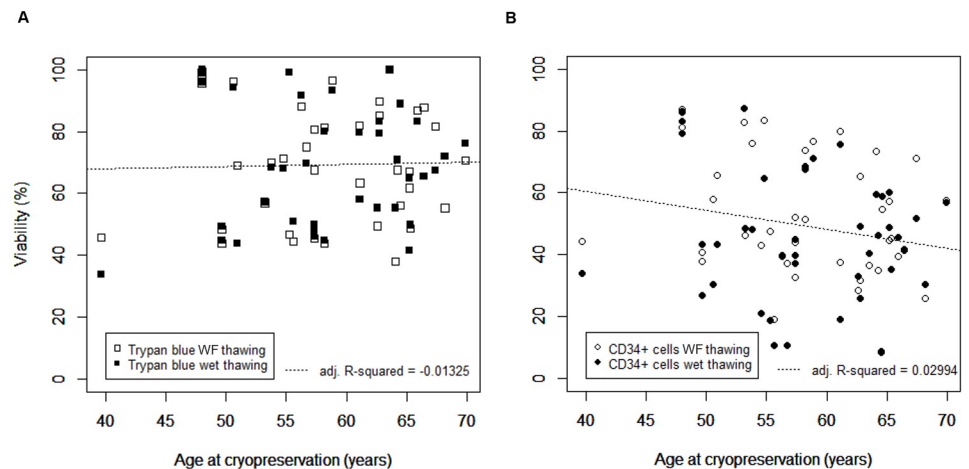 A
B
Viability (%)
100
80
60
40
20
0
Trypan blue WF thawing
Trypan blue wet thawing
adj. R-squared = -0.01325
40 45 50 55 60 65 70
Age at cryopreservation (years)
100
80
60
40
20
0
CD34+ cells WF thawing
CD34+ cells wet thawing
adj. R-squared = 0.02994
40 45 50 55 60 65 70
Age at cryopreservation (years)